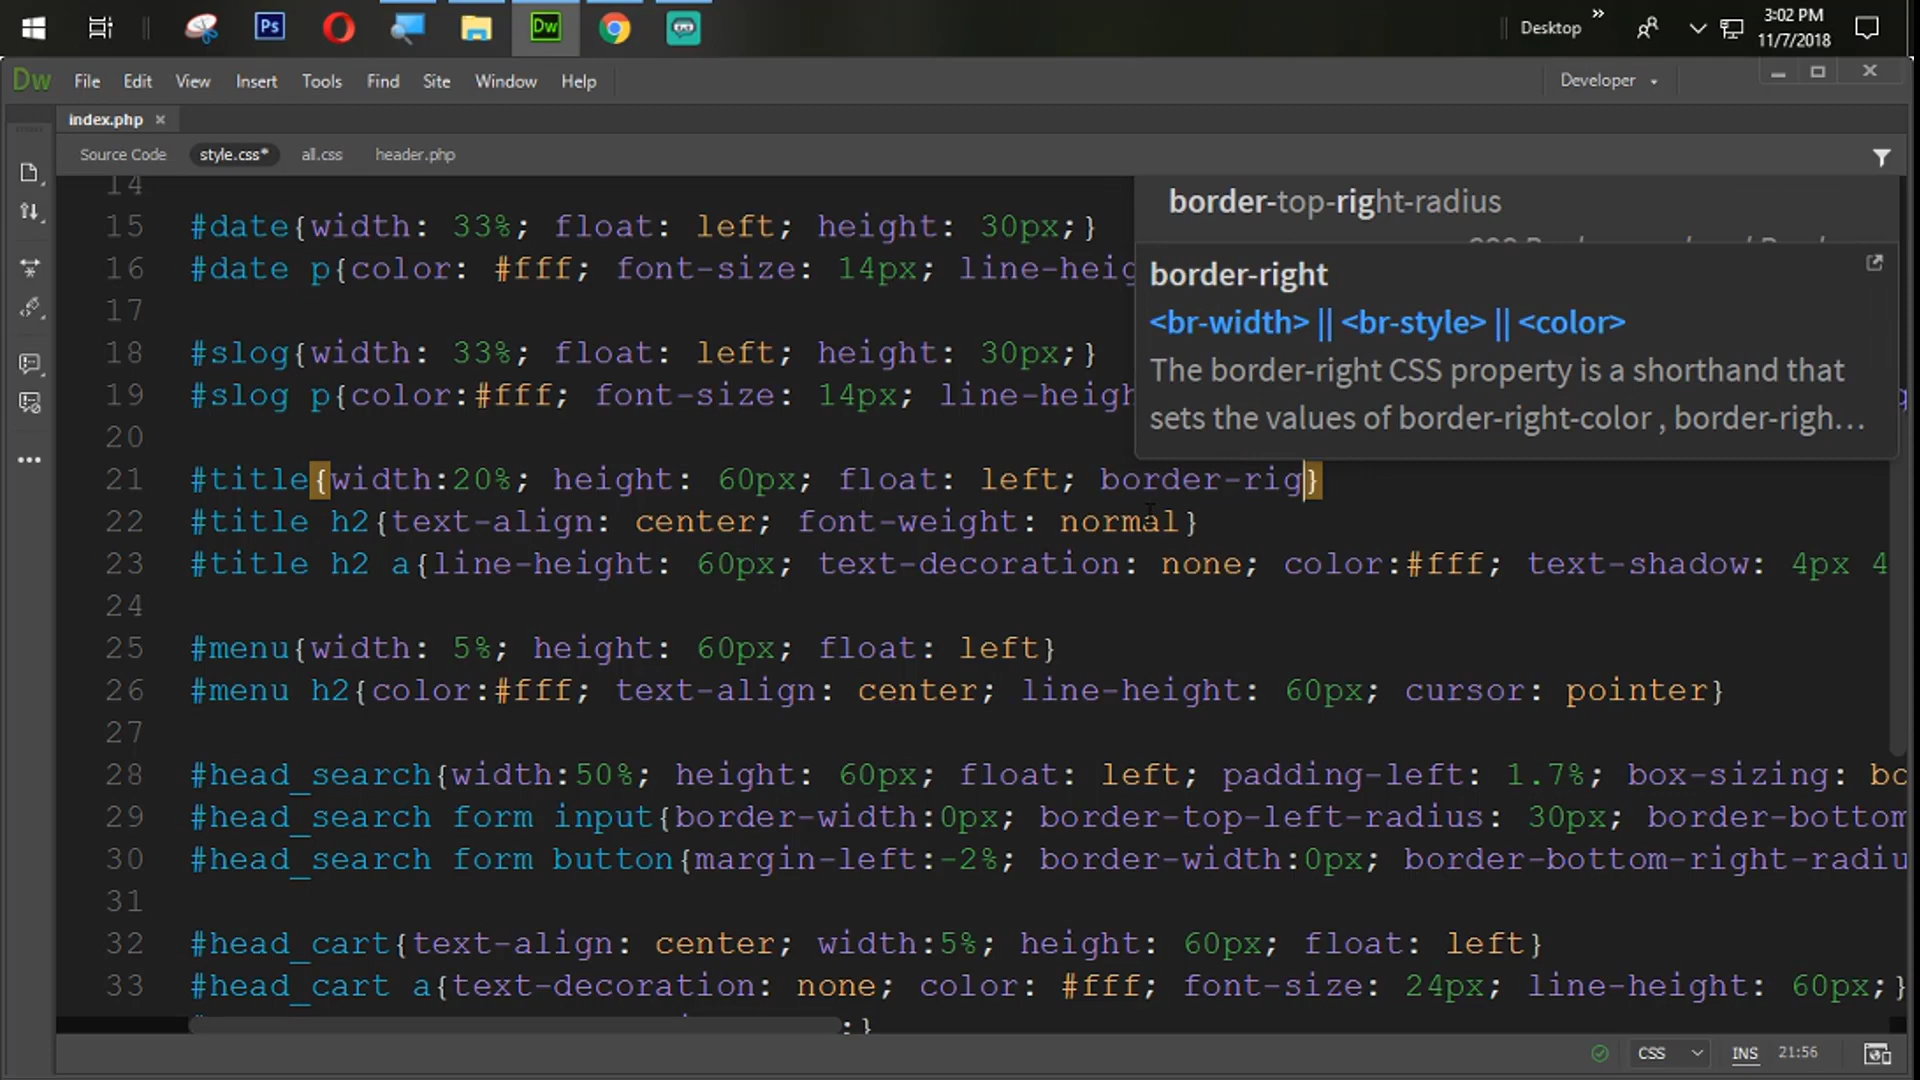 Ps
Dw
Desktop
»
3:02 PM
11/7/2018
Dw File Edit View Insert Tools Find Site Window Help
Developer
index.php
Source Code style.css* all.css header.php
14
15 #date{width: 33%; float: left; height: 30px;}
border-top-right-radius
16 #date p{color: #fff; font-size: 14px; line-heig
border-right
<br-width> || <br-style> || <color>
The border-right CSS property is a shorthand that
sets the values of border-right-color , border-righ...
17
18 #slog{width: 33%; float: left; height: 30px;}
19 #slog p{color:#fff; font-size: 14px; line-heigh
20
21 #title{width:20%; height: 60px; float: left; border-rig}
22 #title h2{text-align: center; font-weight: normal}
23 #title h2 a{line-height: 60px; text-decoration: none; color:#fff; text-shadow: 4px 4
24
25 #menu{width: 5%; height: 60px; float: left}
26 #menu h2{color:#fff; text-align: center; line-height: 60px; cursor: pointer}
27
28 #head_search{width:50%; height: 60px; float: left; padding-left: 1.7%; box-sizing: bo
29 #head_search form input{border-width:0px; border-top-left-radius: 30px; border-bottom
30 #head_search form button{margin-left:-2%; border-width:0px; border-bottom-right-radiu
31
32 #head_cart{text-align: center; width:5%; height: 60px; float: left}
33 #head_cart a{text-decoration: none; color: #fff; font-size: 24px; line-height: 60px;}
CSS INS 21:56